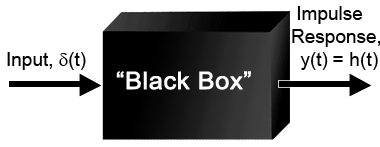 Input, δ(t)
“Black Box”
Impulse
Response,
y(t) = h(t)